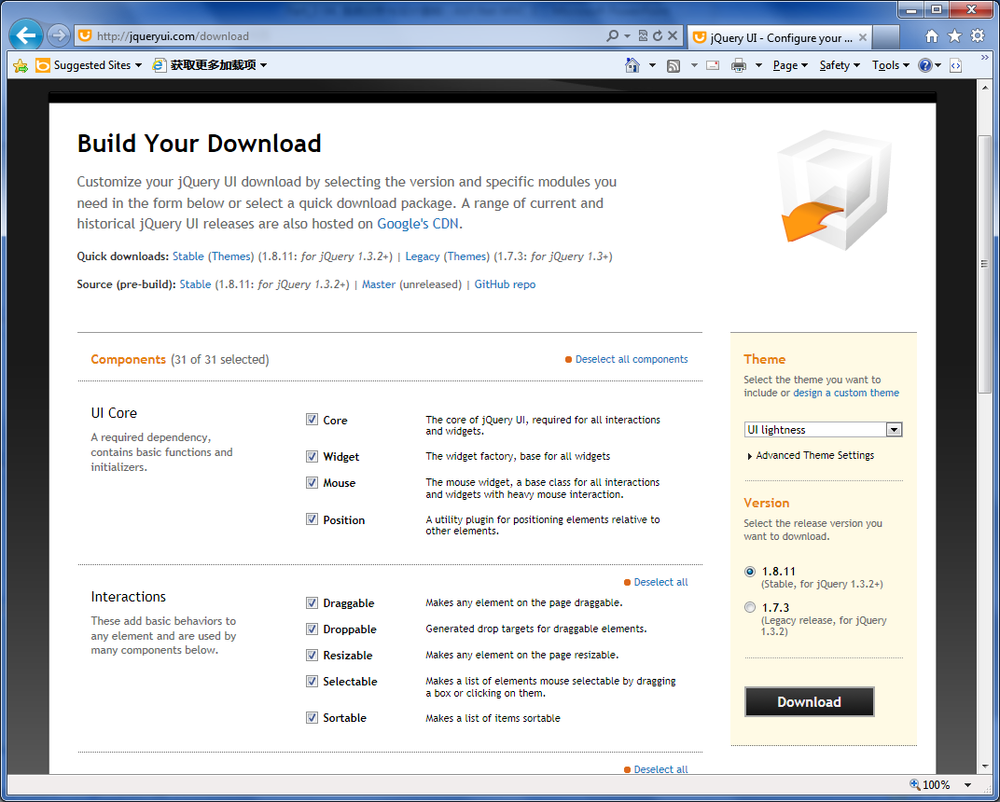 http://jqueryui.com/download
jQuery UI - Configure your ...
Suggested Sites
获取更多加载项
Page
Safety
Tools
Build Your Download
Customize your jQuery UI download by selecting the version and specific modules you
need in the form below or select a quick download package. A range of current and
historical jQuery UI releases are also hosted on Google's CDN.
Quick downloads: Stable (Themes) (1.8.11: for jQuery 1.3.2+) | Legacy (Themes) (1.7.3: for jQuery 1.3+)
Source (pre-build): Stable (1.8.11: for jQuery 1.3.2+) | Master (unreleased) | GitHub repo
Components (31 of 31 selected)
Deselect all components
UI Core
A required dependency,
contains basic functions and
initializers.
Core
The core of jQuery UI, required for all interactions
and widgets.
Widget
The widget factory, base for all widgets
Mouse
The mouse widget, a base class for all interactions
and widgets with heavy mouse interaction.
Position
A utility plugin for positioning elements relative to
other elements.
Deselect all
Interactions
These add basic behaviors to
any element and are used by
many components below.
Draggable
Makes any element on the page draggable.
Droppable
Generated drop targets for draggable elements.
Resizable
Makes any element on the page resizable.
Selectable
Makes a list of elements mouse selectable by dragging
a box or clicking on them.
Sortable
Makes a list of items sortable
Deselect all
Theme
Select the theme you want to
include or design a custom theme
UI lightness
Advanced Theme Settings
Version
Select the release version you
want to download.
1.8.11
(Stable, for jQuery 1.3.2+)
1.7.3
(Legacy release, for jQuery
1.3.2)
Download
100%